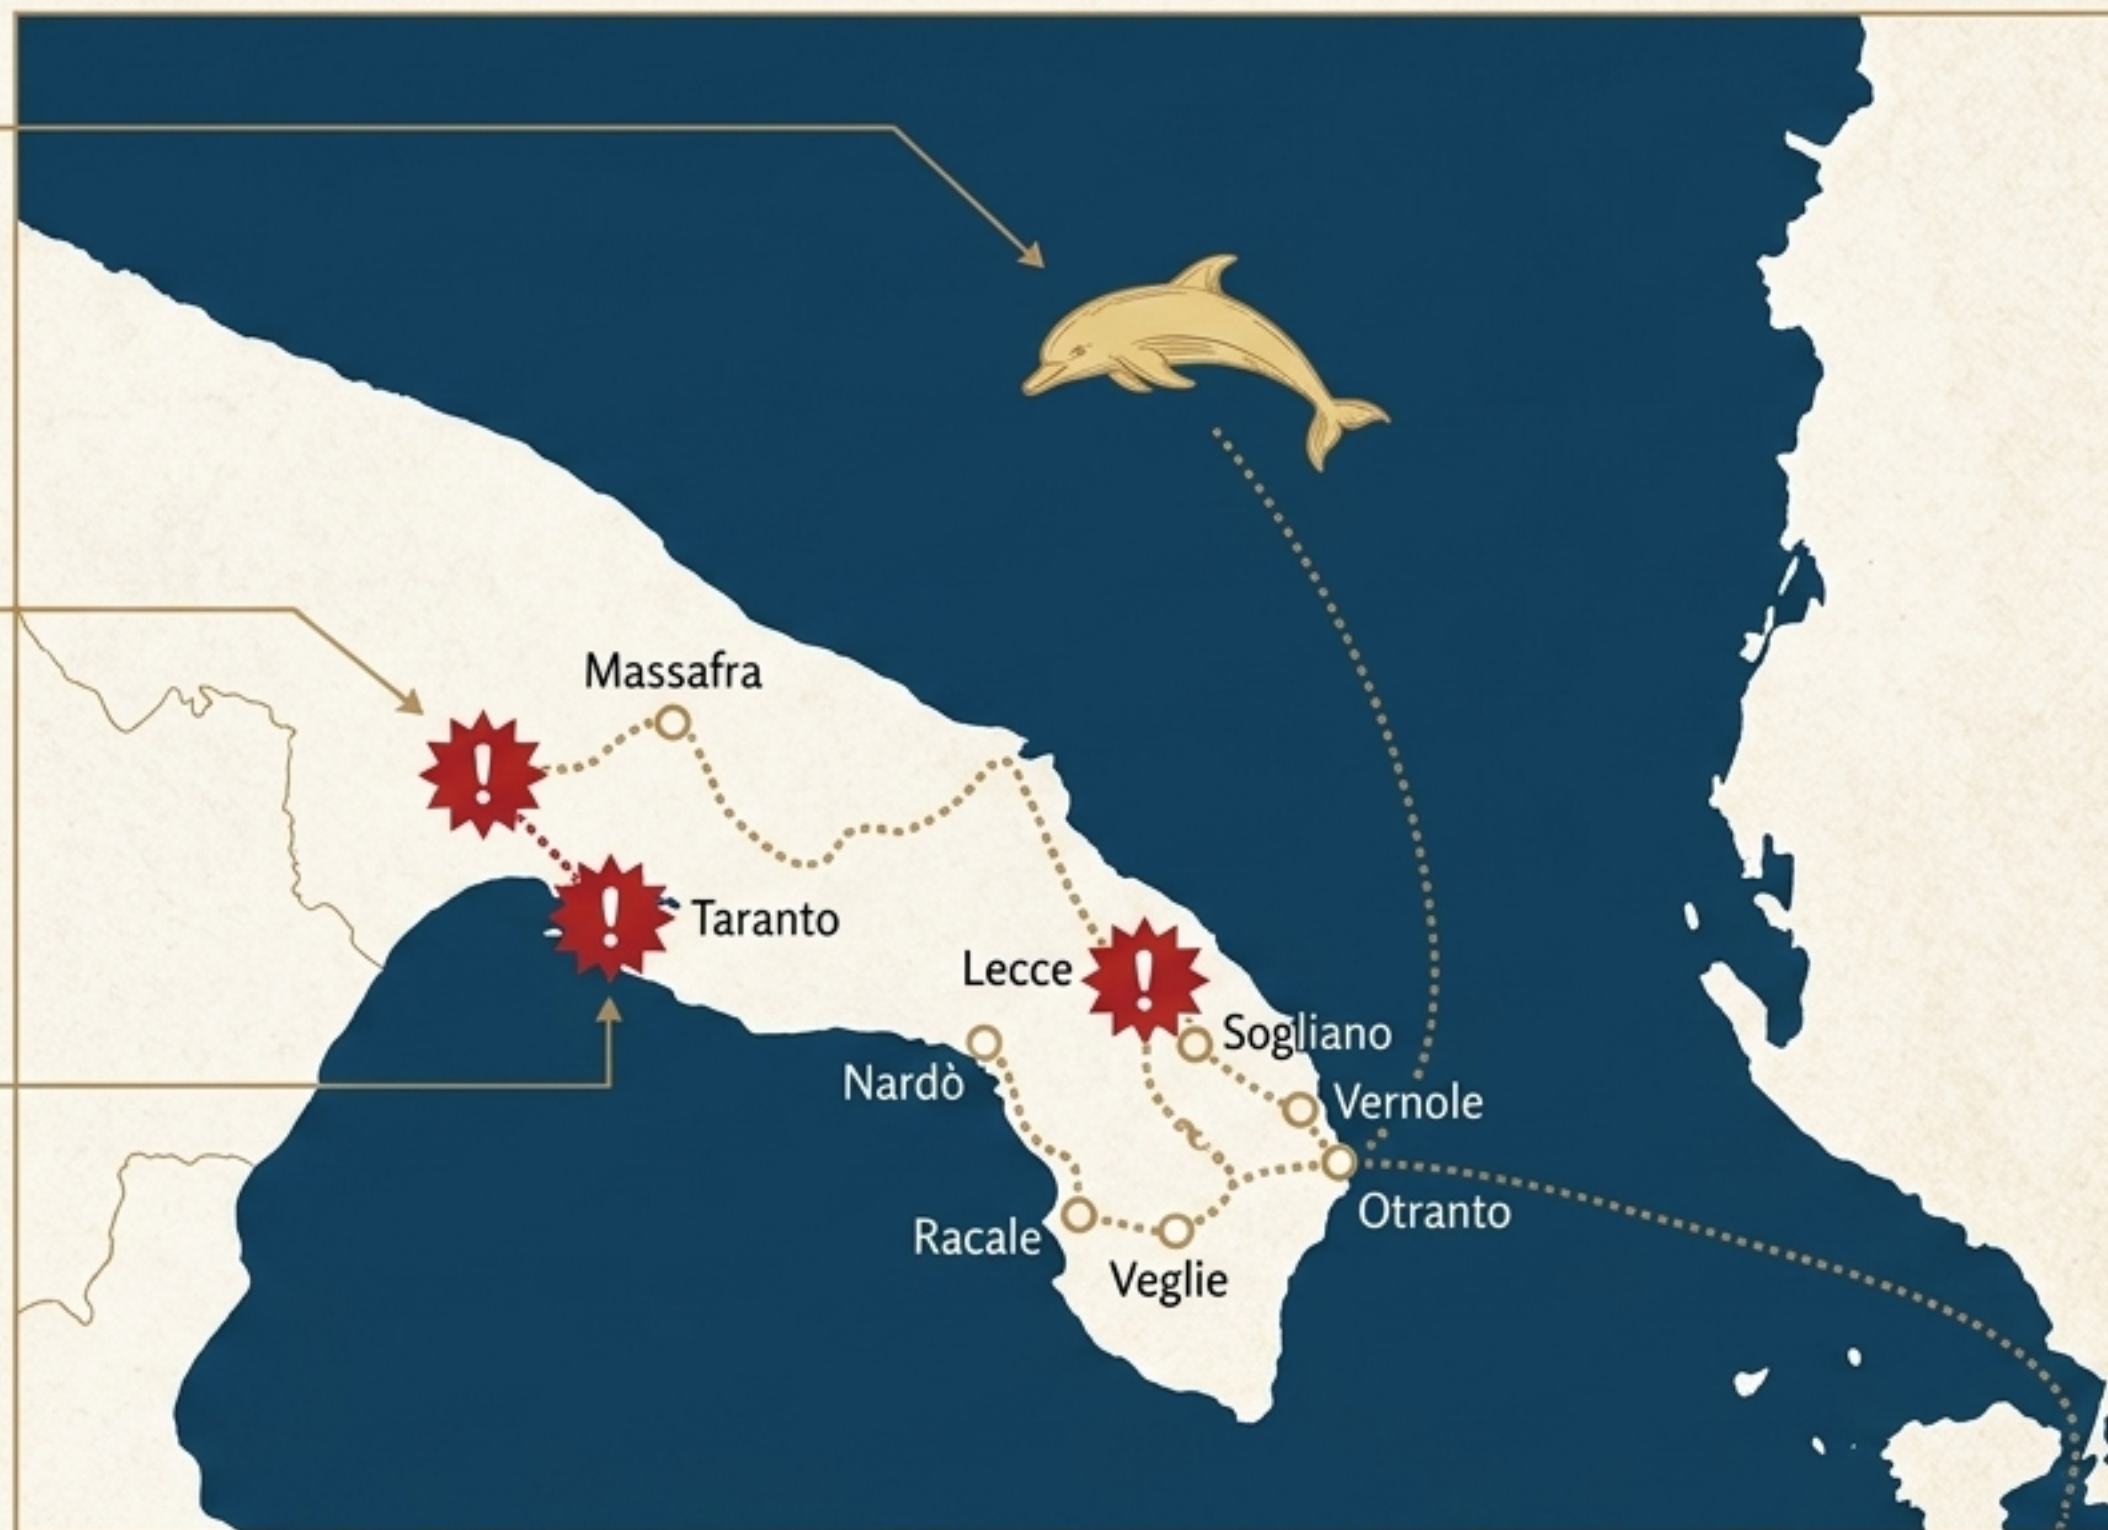 Massafra
!
!
Taranto
Lecce
!
Sogliano
Nardò
Vernole
Otranto
Racale
Veglie